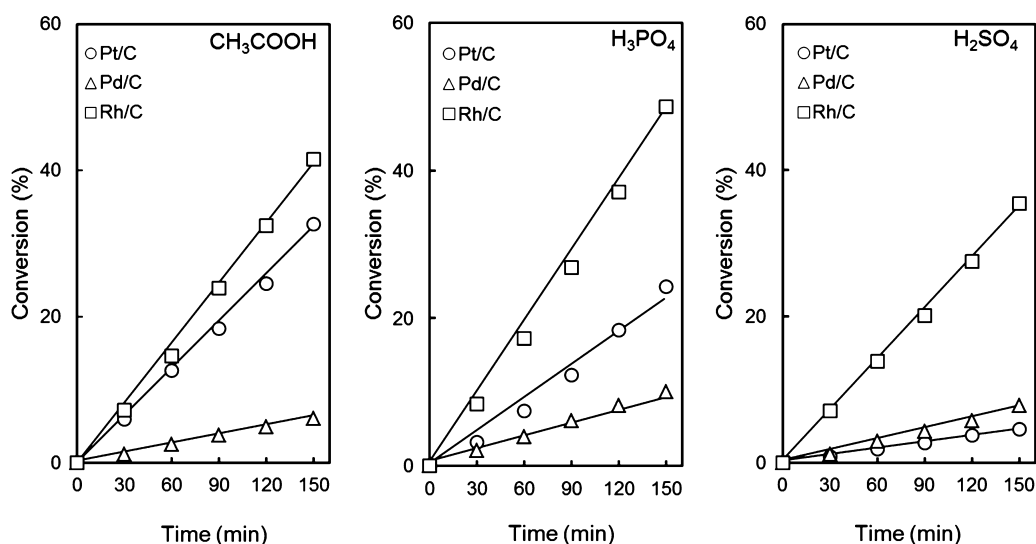 CH₃COOH
Pt/C
Pd/C
Rh/C
60
40
20
0
Conversion (%)
0 30 60 90 120 150
Time (min)
H₃PO₄
Pt/C
Pd/C
Rh/C
60
40
20
0
Conversion (%)
0 30 60 90 120 150
Time (min)
H₂SO₄
Pt/C
Pd/C
Rh/C
60
40
20
0
Conversion (%)
0 30 60 90 120 150
Time (min)